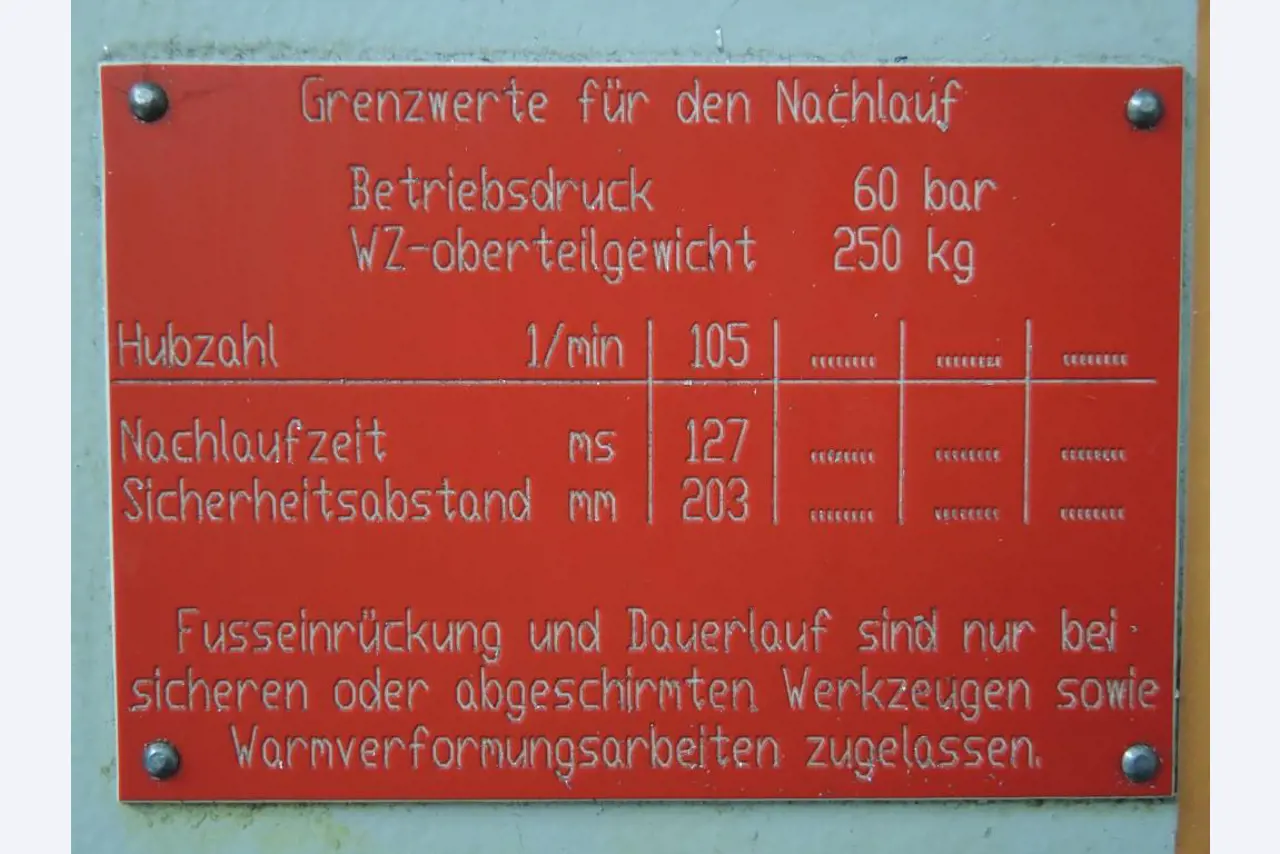 Grenzwerte für den Nachlauf
Betriebsdruck 60 bar
WZ-oberteilgewicht 250 kg
Hubzahl 1/min 105 ........ ........ ........
Nachlaufzeit ms 127 ........ ........ ........
Sicherheitsabstand mm 203 ........ ........ ........
Fusseinrückung und Dauerlauf sind nur bei
sicheren oder abgeschirmten Werkzeugen sowie
Warmverformungsarbeiten zugelassen.